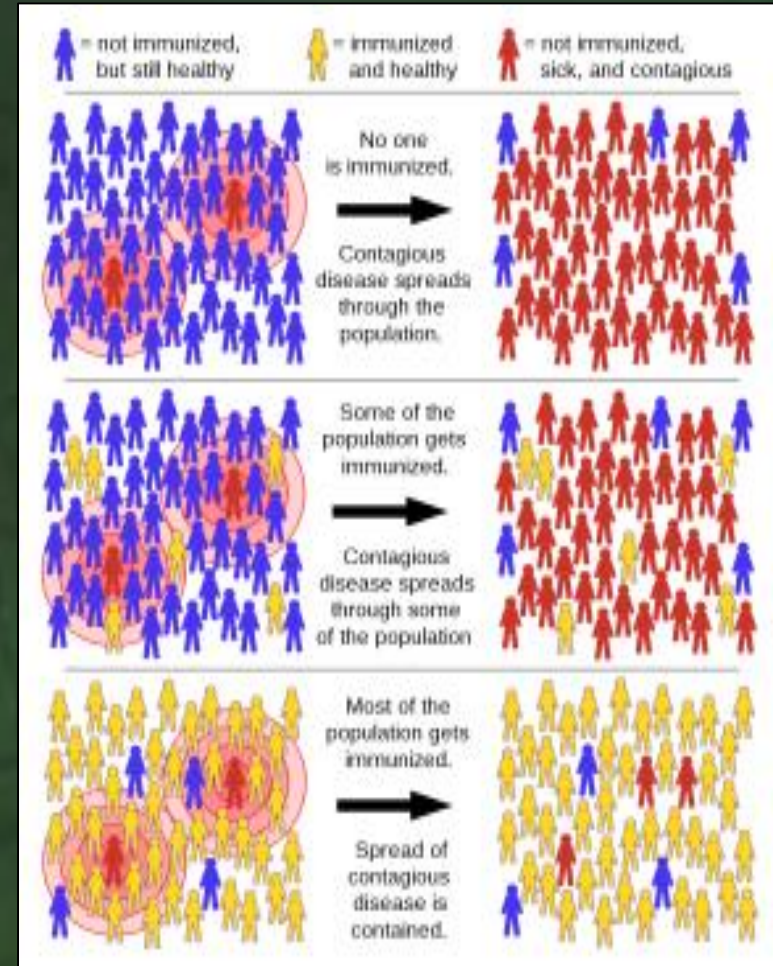 = not immunized,
but still healthy
= immunized
and healthy
= not immunized,
sick, and contagious
No one
is immunized.
Contagious
disease spreads
through the
population.
Some of the
population gets
immunized.
Contagious
disease spreads
through some
of the population
Most of the
population gets
immunized.
Spread of
contagious
disease is
contained.